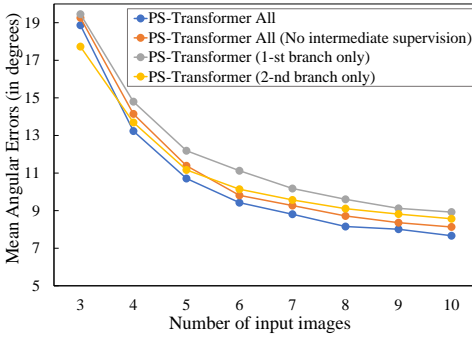 PS-Transformer All
PS-Transformer All (No intermediate supervision)
PS-Transformer (1-st branch only)
PS-Transformer (2-nd branch only)
Mean Angular Errors (in degrees)
19
17
15
13
11
9
7
5
3 4 5 6 7 8 9 10
Number of input images